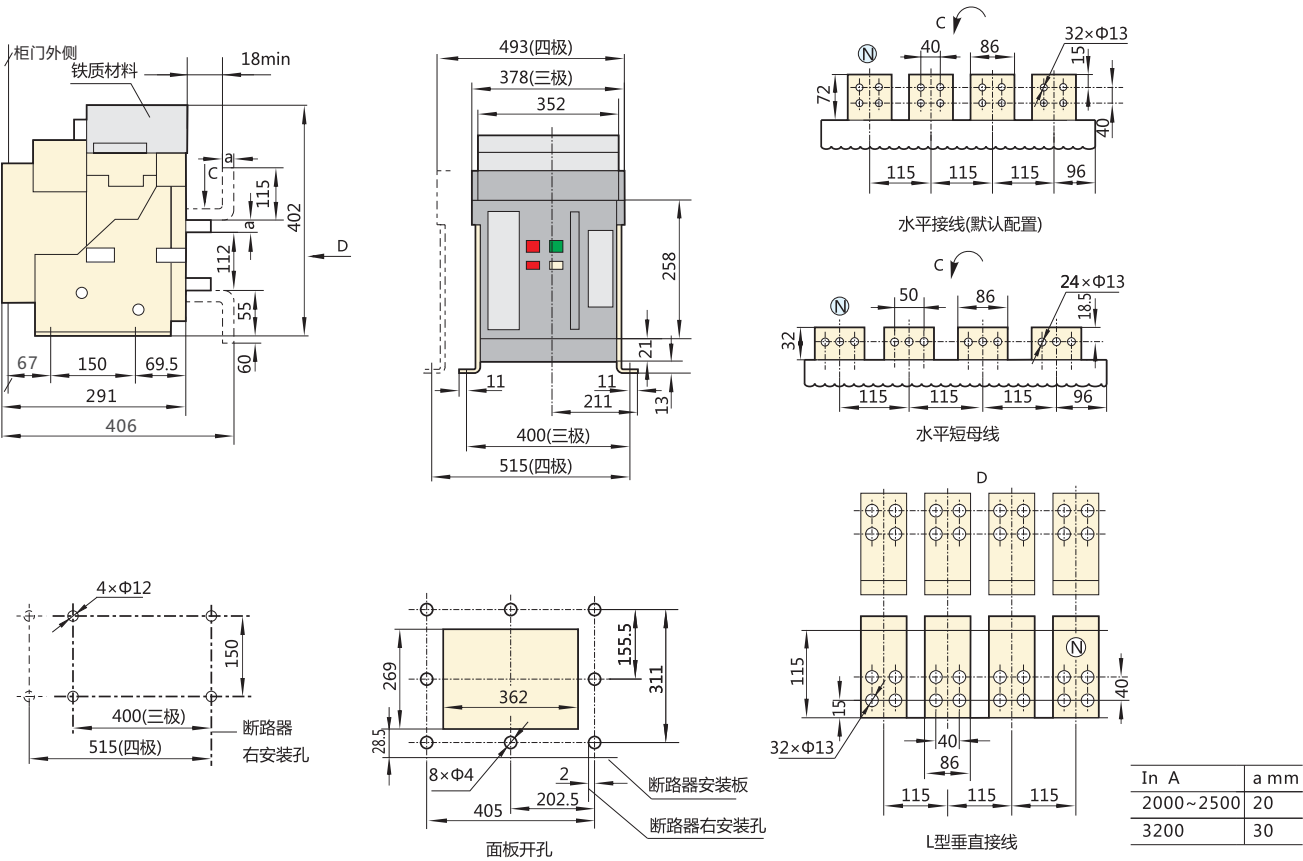 柜门外侧
铁质材料
18min
a
C
115
402
a
112
D
55
60
67
150
69.5
291
406
493(四极)
378(三极)
352
258
21
11
11
211
13
400(三极)
515(四极)
C
N
40
86
32×Φ13
15
72
40
115
115
115
96
水平接线(默认配置)
C
N
50
86
24×Φ13
18.5
32
115
115
115
96
水平短母线
D
N
115
15
40
32×Φ13
40
86
115
115
115
L型垂直接线
4×Φ12
150
400(三极)
515(四极)
断路器
右安装孔
269
362
155.5
311
28.5
8×Φ4
2
202.5
405
断路器安装板
断路器右安装孔
面板开孔
In A
a mm
2000~2500
20
3200
30